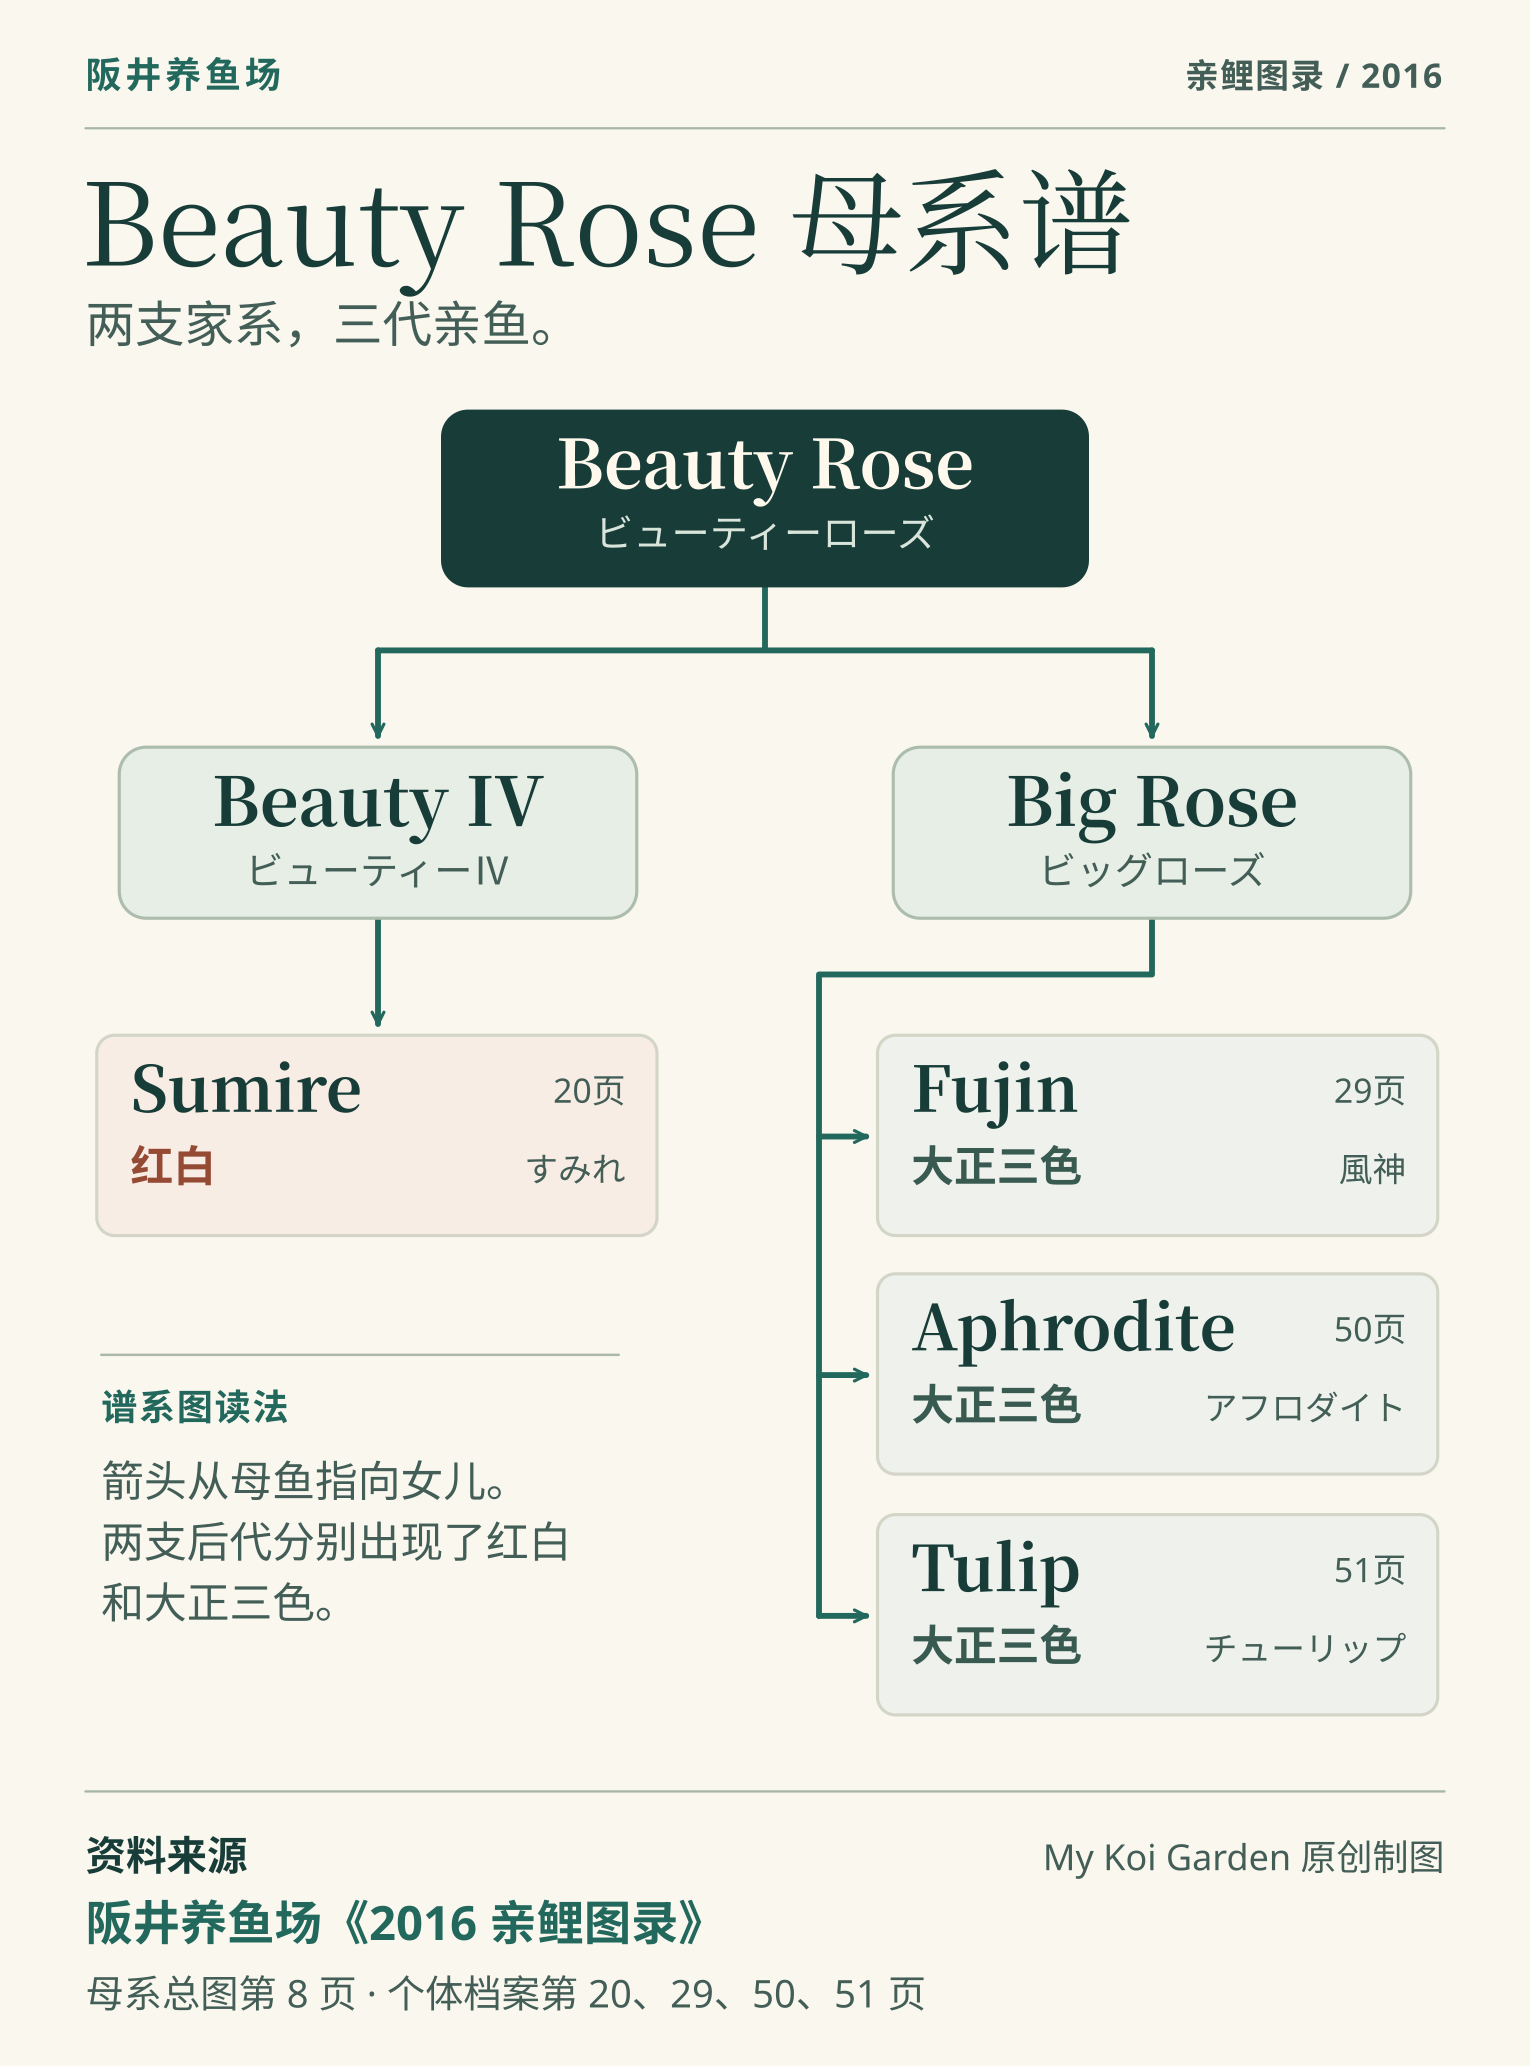 阪井养鱼场
亲鲤图录 / 2016
Beauty Rose 母系谱
两支家系，三代亲鱼。
Beauty Rose
ビューティーローズ
Beauty IV
ビューティーⅣ
Big Rose
ビッグローズ
Sumire
20页
红白
すみれ
Fujin
29页
大正三色
風神
Aphrodite
50页
大正三色
アフロダイト
Tulip
51页
大正三色
チューリップ
谱系图读法
箭头从母鱼指向女儿。
两支后代分别出现了红白
和大正三色。
资料来源
My Koi Garden 原创制图
阪井养鱼场《2016 亲鲤图录》
母系总图第 8 页 · 个体档案第 20、29、50、51 页